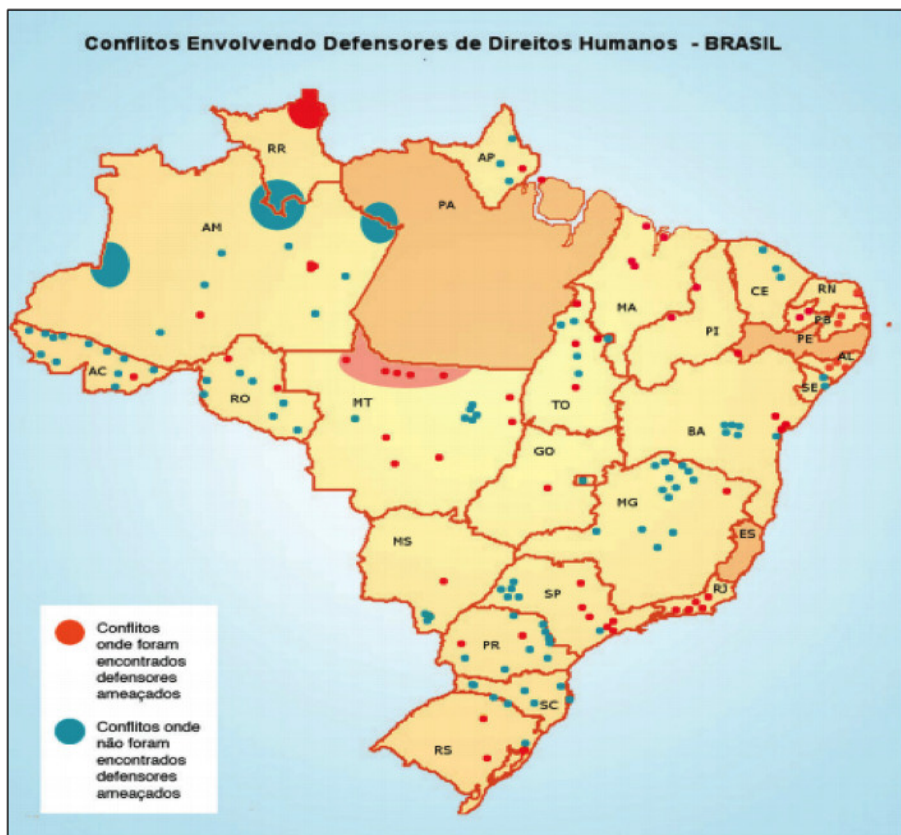 Conflitos Envolvendo Defensores de Direitos Humanos - BRASIL
RR
AP
AM
PA
CE
RN
MA
PB
PI
PE
AL
AC
SE
RO
TO
MT
BA
GO
MG
MS
ES
SP
RJ
PR
SC
RS
Conflitos
onde foram
encontrados
defensores
ameaçados
Conflitos onde
não foram
encontrados
defensores
ameaçados